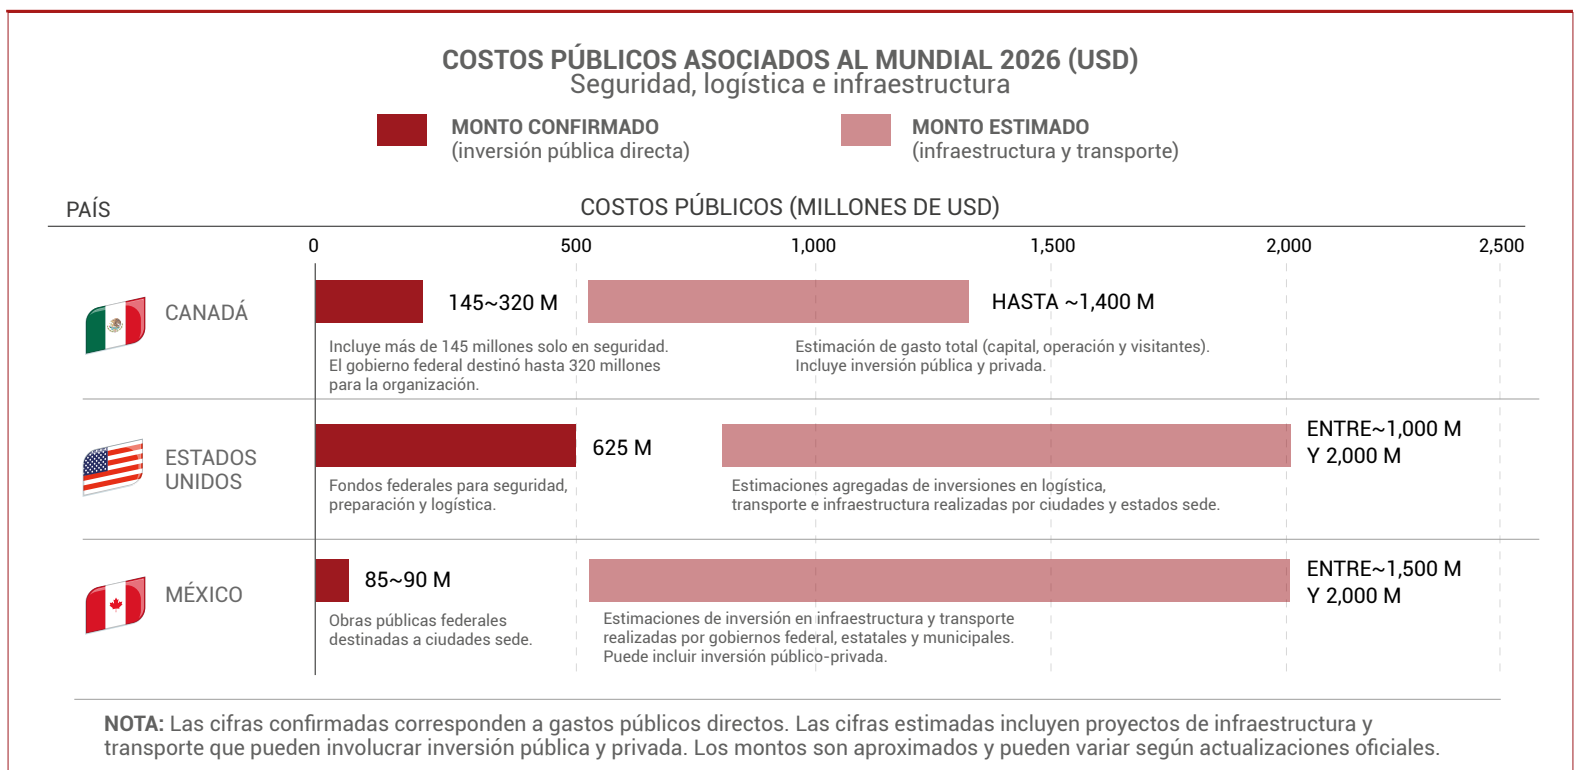 COSTOS PÚBLICOS ASOCIADOS AL MUNDIAL 2026 (USD)
Seguridad, logística e infraestructura
MONTO CONFIRMADO
(inversión pública directa)
MONTO ESTIMADO
(infraestructura y transporte)
PAÍS
COSTOS PÚBLICOS (MILLONES DE USD)
0 500 1,000 1,500 2,000 2,500
CANADÁ
145~320 M
HASTA ~1,400 M
Incluye más de 145 millones solo en seguridad.
El gobierno federal destinó hasta 320 millones
para la organización.
Estimación de gasto total (capital, operación y visitantes).
Incluye inversión pública y privada.
ESTADOS
UNIDOS
625 M
ENTRE~1,000 M
Y 2,000 M
Fondos federales para seguridad,
preparación y logística.
Estimaciones agregadas de inversiones en logística,
transporte e infraestructura realizadas por ciudades y estados sede.
MÉXICO
85~90 M
ENTRE~1,500 M
Y 2,000 M
Obras públicas federales
destinadas a ciudades sede.
Estimaciones de inversión en infraestructura y transporte
realizadas por gobiernos federal, estatales y municipales.
Puede incluir inversión público-privada.
NOTA: Las cifras confirmadas corresponden a gastos públicos directos. Las cifras estimadas incluyen proyectos de infraestructura y
transporte que pueden involucrar inversión pública y privada. Los montos son aproximados y pueden variar según actualizaciones oficiales.